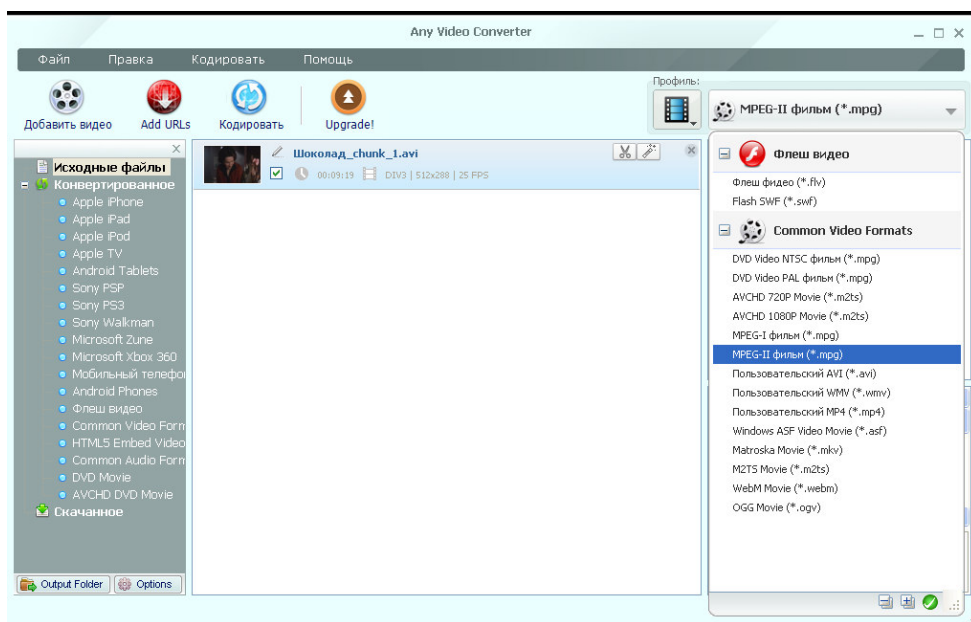 Any Video Converter
Файл Правка Кодировать Помощь
Добавить видео Add URLs Кодировать Upgrade!
Профиль:
MPEG-II фильм (*.mpg)
Исходные файлы
Конвертированное
Apple iPhone
Apple iPad
Apple iPod
Apple TV
Android Tablets
Sony PSP
Sony PS3
Sony Walkman
Microsoft Zune
Microsoft Xbox 360
Мобильный телефо
Android Phones
Флеш видео
Common Video Form
HTML5 Embed Video
Common Audio Form
DVD Movie
AVCHD DVD Movie
Скачанное
Output Folder Options
Шоколад_chunk_1.avi
00:09:19 DIV3 | 512x288 | 25 FPS
Флеш видео
Флеш фидео (*.flv)
Flash SWF (*.swf)
Common Video Formats
DVD Video NTSC фильм (*.mpg)
DVD Video PAL фильм (*.mpg)
AVCHD 720P Movie (*.m2ts)
AVCHD 1080P Movie (*.m2ts)
MPEG-I фильм (*.mpg)
MPEG-II фильм (*.mpg)
Пользовательский AVI (*.avi)
Пользовательский WMV (*.wmv)
Пользовательский MP4 (*.mp4)
Windows ASF Video Movie (*.asf)
Matroska Movie (*.mkv)
M2TS Movie (*.m2ts)
WebM Movie (*.webm)
OGG Movie (*.ogv)